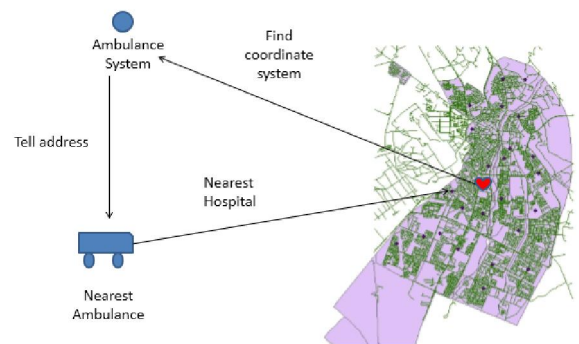 Ambulance
System
Find
coordinate
system
Tell address
Nearest
Hospital
Nearest
Ambulance